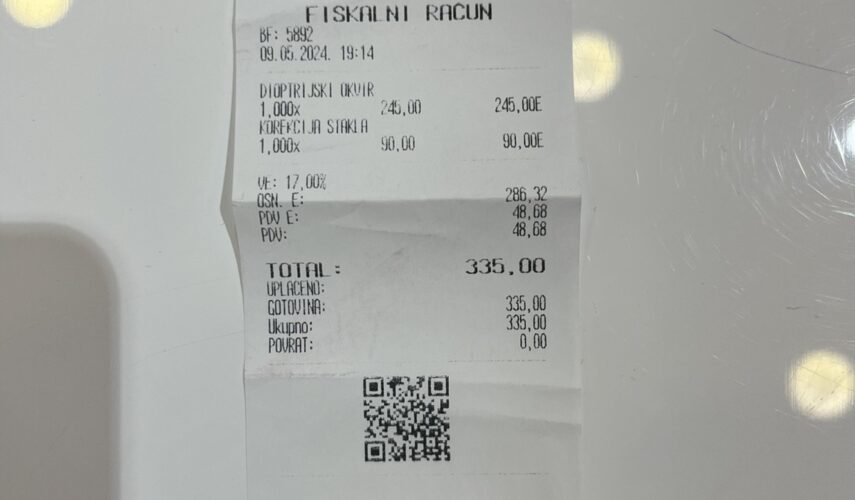 FISKALNI RAČUN
BF: 5892
09.05.2024. 19:14
DIOPTRIJSKI OKVIR
1,000x 245,00 245,00E
KOREKCIJA STAKLA
1,000x 90,00 90,00E
VE: 17,00%
OSN. E: 286,32
PDV E: 48,68
PDV: 48,68
TOTAL: 335,00
UPLAĆENO:
GOTOVINA: 335,00
Ukupno: 335,00
POVRAT: 0,00